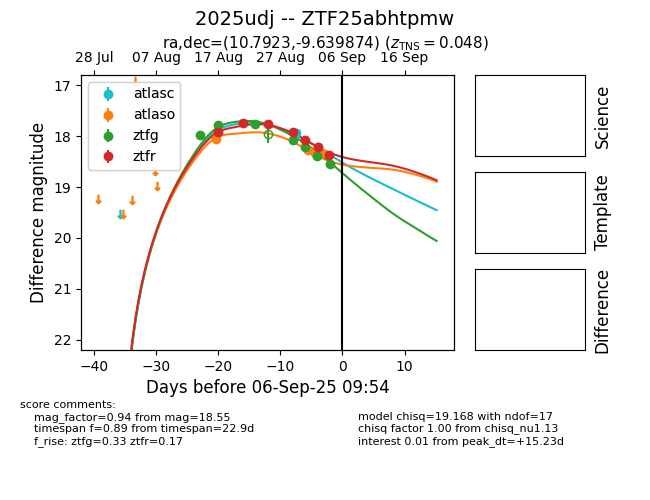 2025udj -- ZTF25abhtpmw
ra,dec=(10.7923,-9.639874) (z_TNS = 0.048)
28 Jul 07 Aug 17 Aug 27 Aug 06 Sep 16 Sep
17
18
19
20
21
22
Difference magnitude
atlasc
atlaso
ztfg
ztfr
−40 −30 −20 −10 0 10
Days before 06-Sep-25 09:54
Science
Template
Difference
score comments:
mag_factor=0.94 from mag=18.55
timespan f=0.89 from timespan=22.9d
f_rise: ztfg=0.33 ztfr=0.17
model chisq=19.168 with ndof=17
chisq factor 1.00 from chisq_nu1.13
interest 0.01 from peak_dt=+15.23d